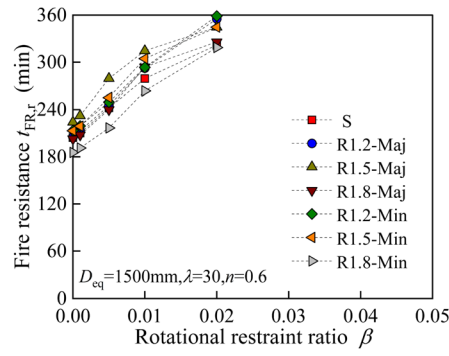 Fire resistance t_FR,r (min)
360
300
240
180
120
60
0
S
R1.2-Maj
R1.5-Maj
R1.8-Maj
R1.2-Min
R1.5-Min
R1.8-Min
D_eq=1500mm,λ=30,n=0.6
0.00 0.01 0.02 0.03 0.04 0.05
Rotational restraint ratio β